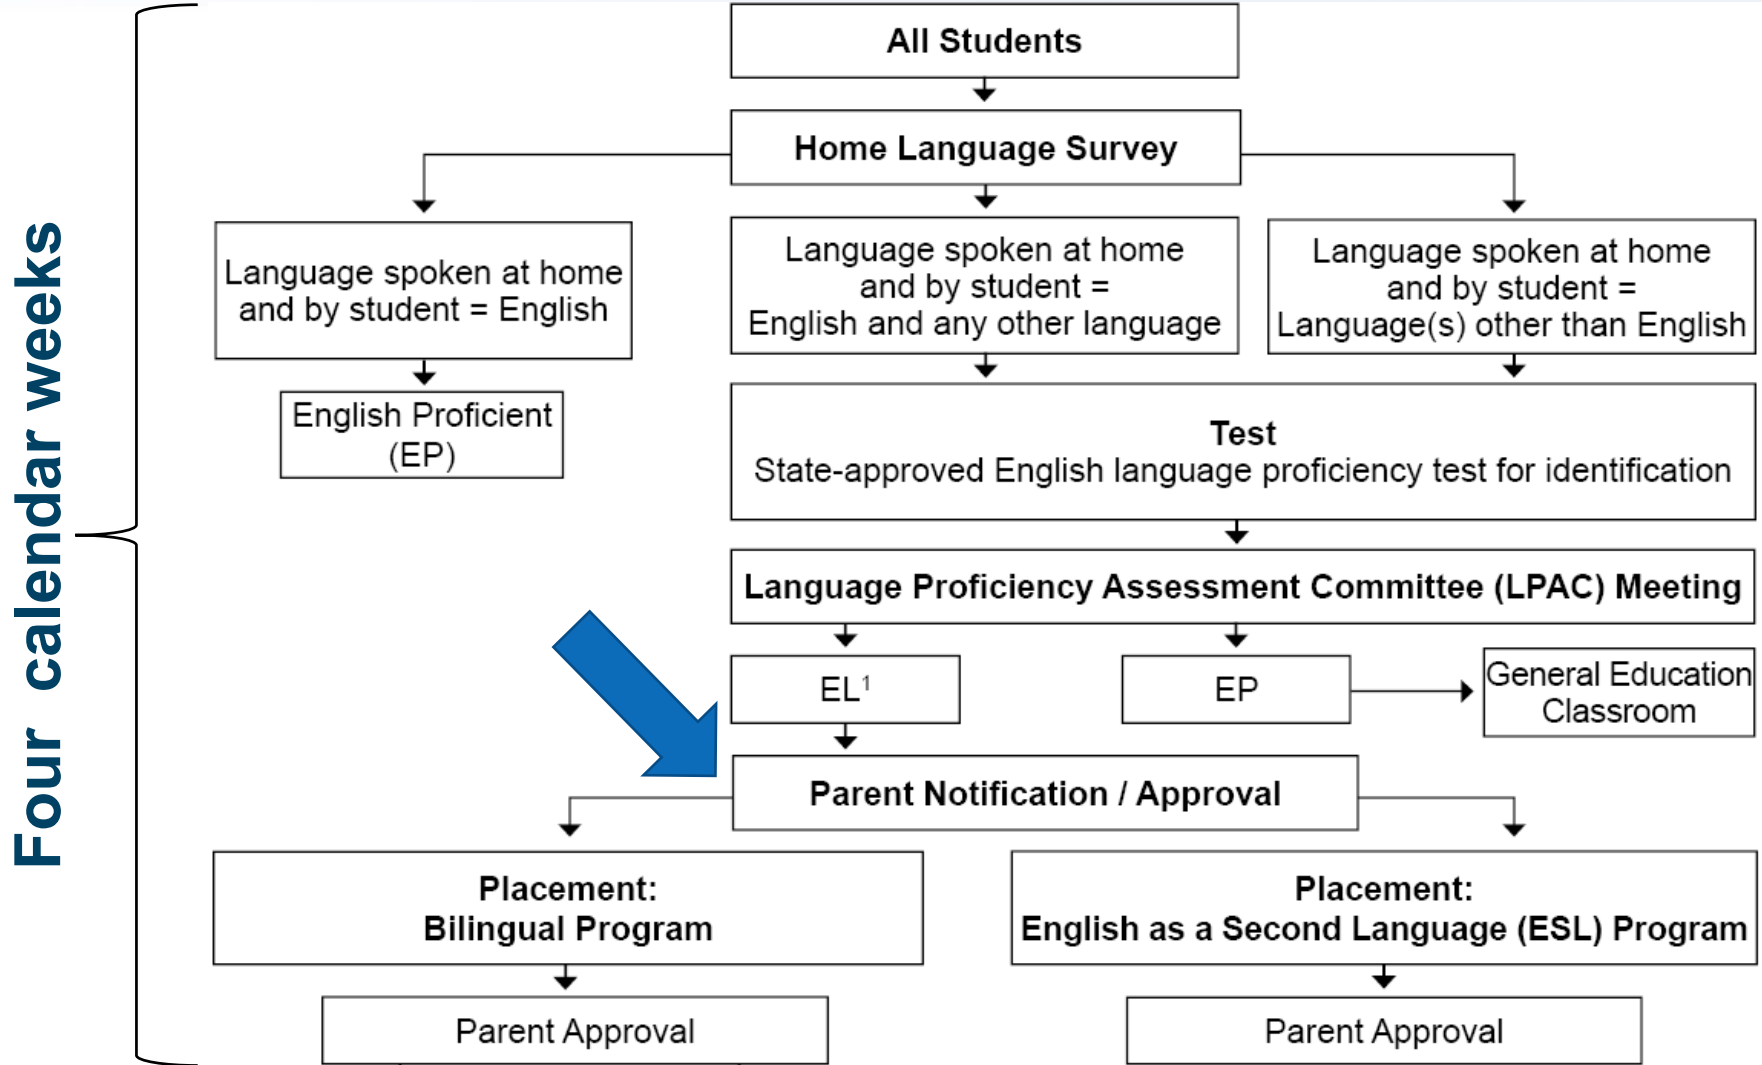 Four calendar weeks
All Students
Home Language Survey
Language spoken at home
and by student = English
Language spoken at home
and by student =
English and any other language
Language spoken at home
and by student =
Language(s) other than English
English Proficient
(EP)
Test
State-approved English language proficiency test for identification
Language Proficiency Assessment Committee (LPAC) Meeting
EL¹
EP
General Education
Classroom
Parent Notification / Approval
Placement:
Bilingual Program
Placement:
English as a Second Language (ESL) Program
Parent Approval
Parent Approval